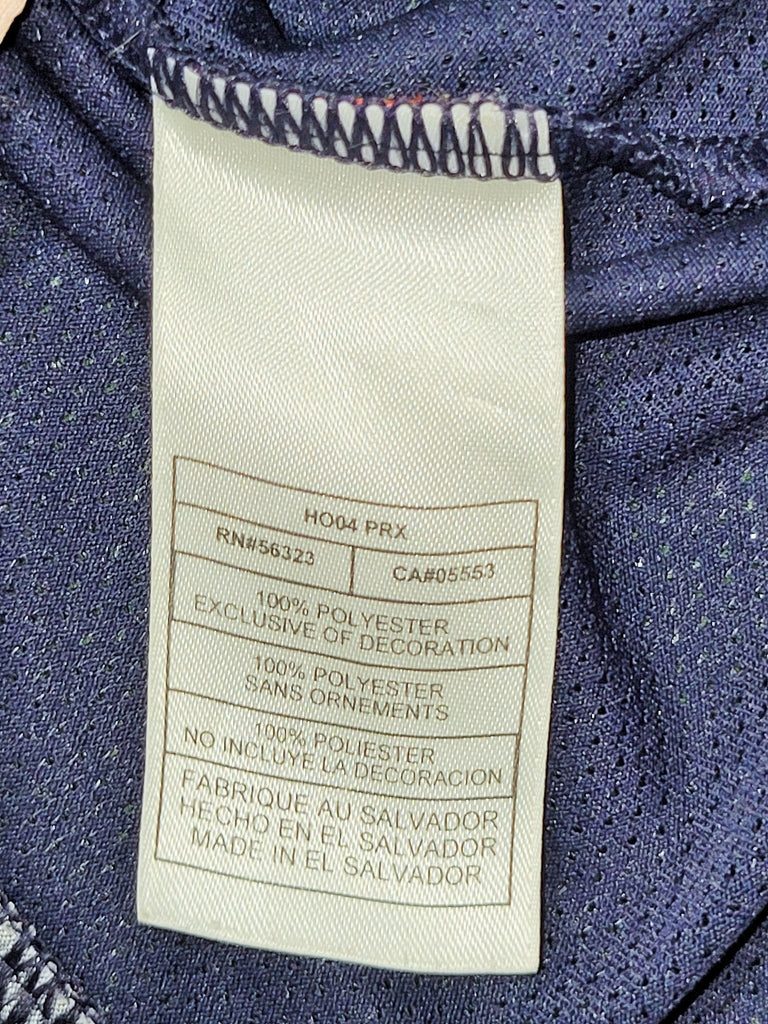 HO04 PRX
RN#56323
CA#05553
100% POLYESTER
EXCLUSIVE OF DECORATION
100% POLYESTER
SANS ORNEMENTS
100% POLIESTER
NO INCLUYE LA DECORACION
FABRIQUE AU SALVADOR
HECHO EN EL SALVADOR
MADE IN EL SALVADOR